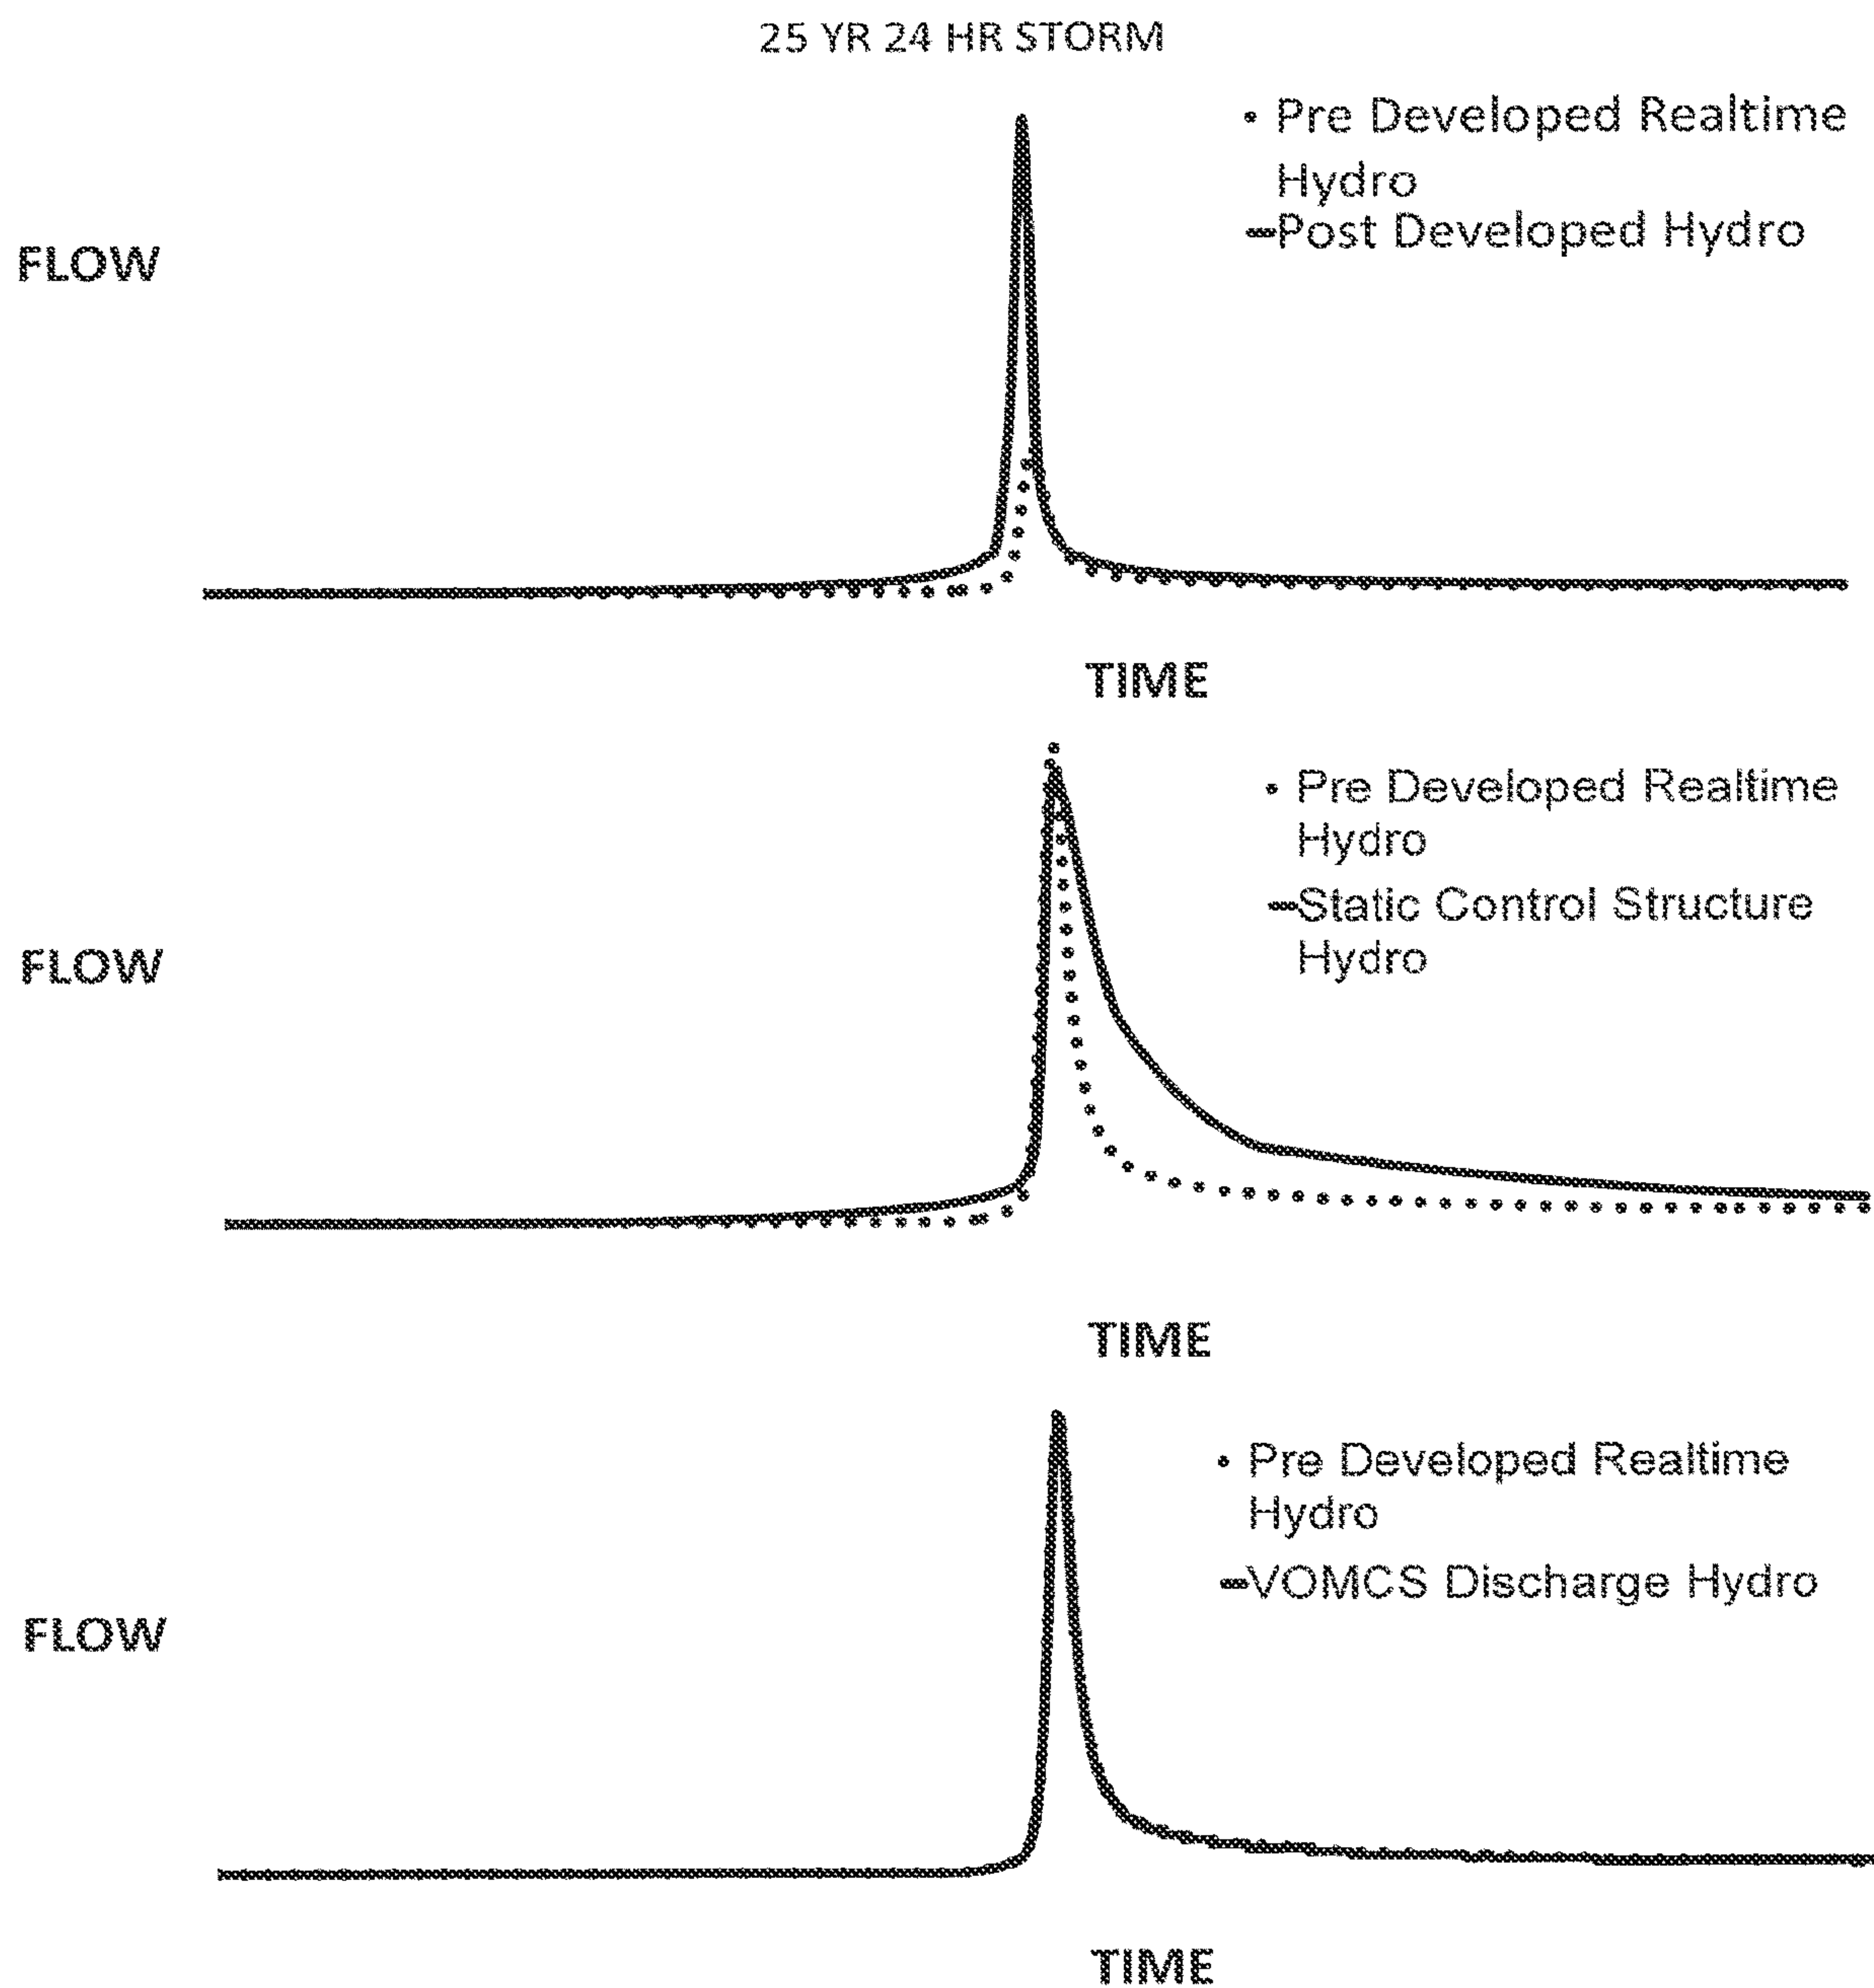 25 YR 24 HR STORM
• Pre Developed Realtime
Hydro
Post Developed Hydro
FLOW
TIME
• Pre Developed Realtime
Hydro
Static Control Structure
Hydro
FLOW
TIME
• Pre Developed Realtime
Hydro
VOMCS Discharge Hydro
FLOW
TIME